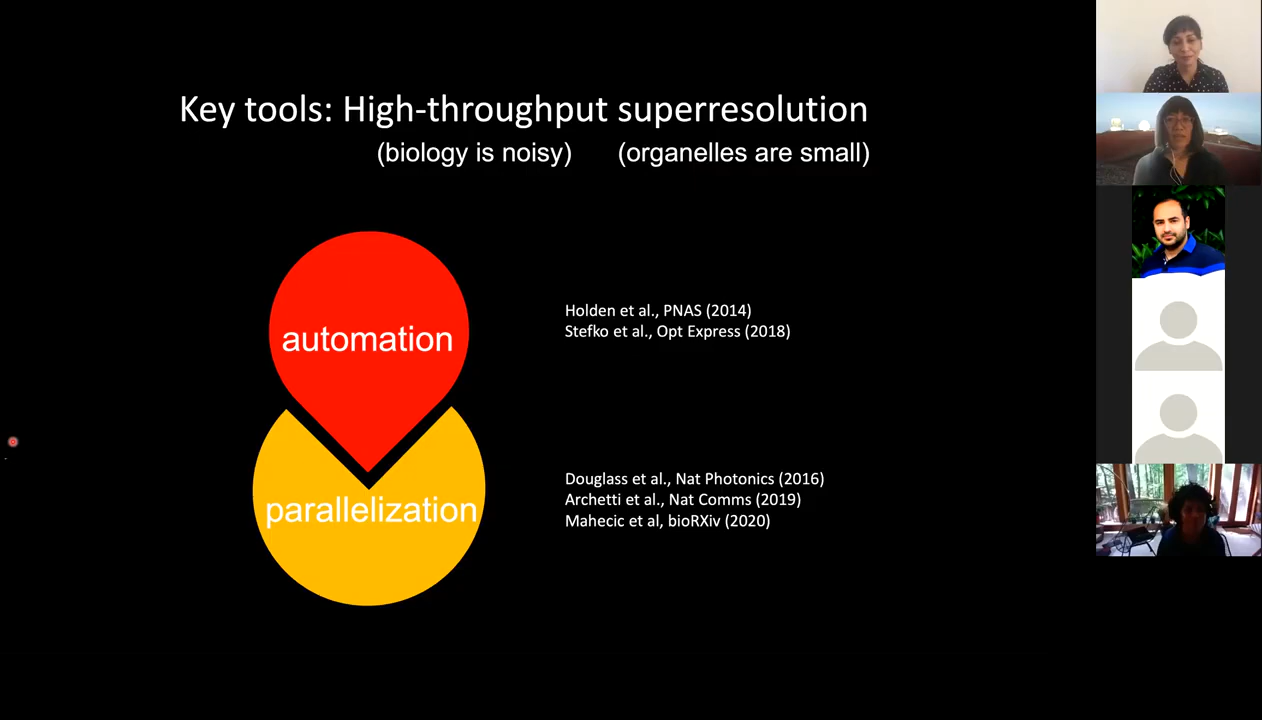 Key tools: High-throughput superresolution
(biology is noisy) (organelles are small)
automation
Holden et al., PNAS (2014)
Stefko et al., Opt Express (2018)
parallelization
Douglass et al., Nat Photonics (2016)
Archetti et al., Nat Comms (2019)
Mahecic et al, bioRXiv (2020)